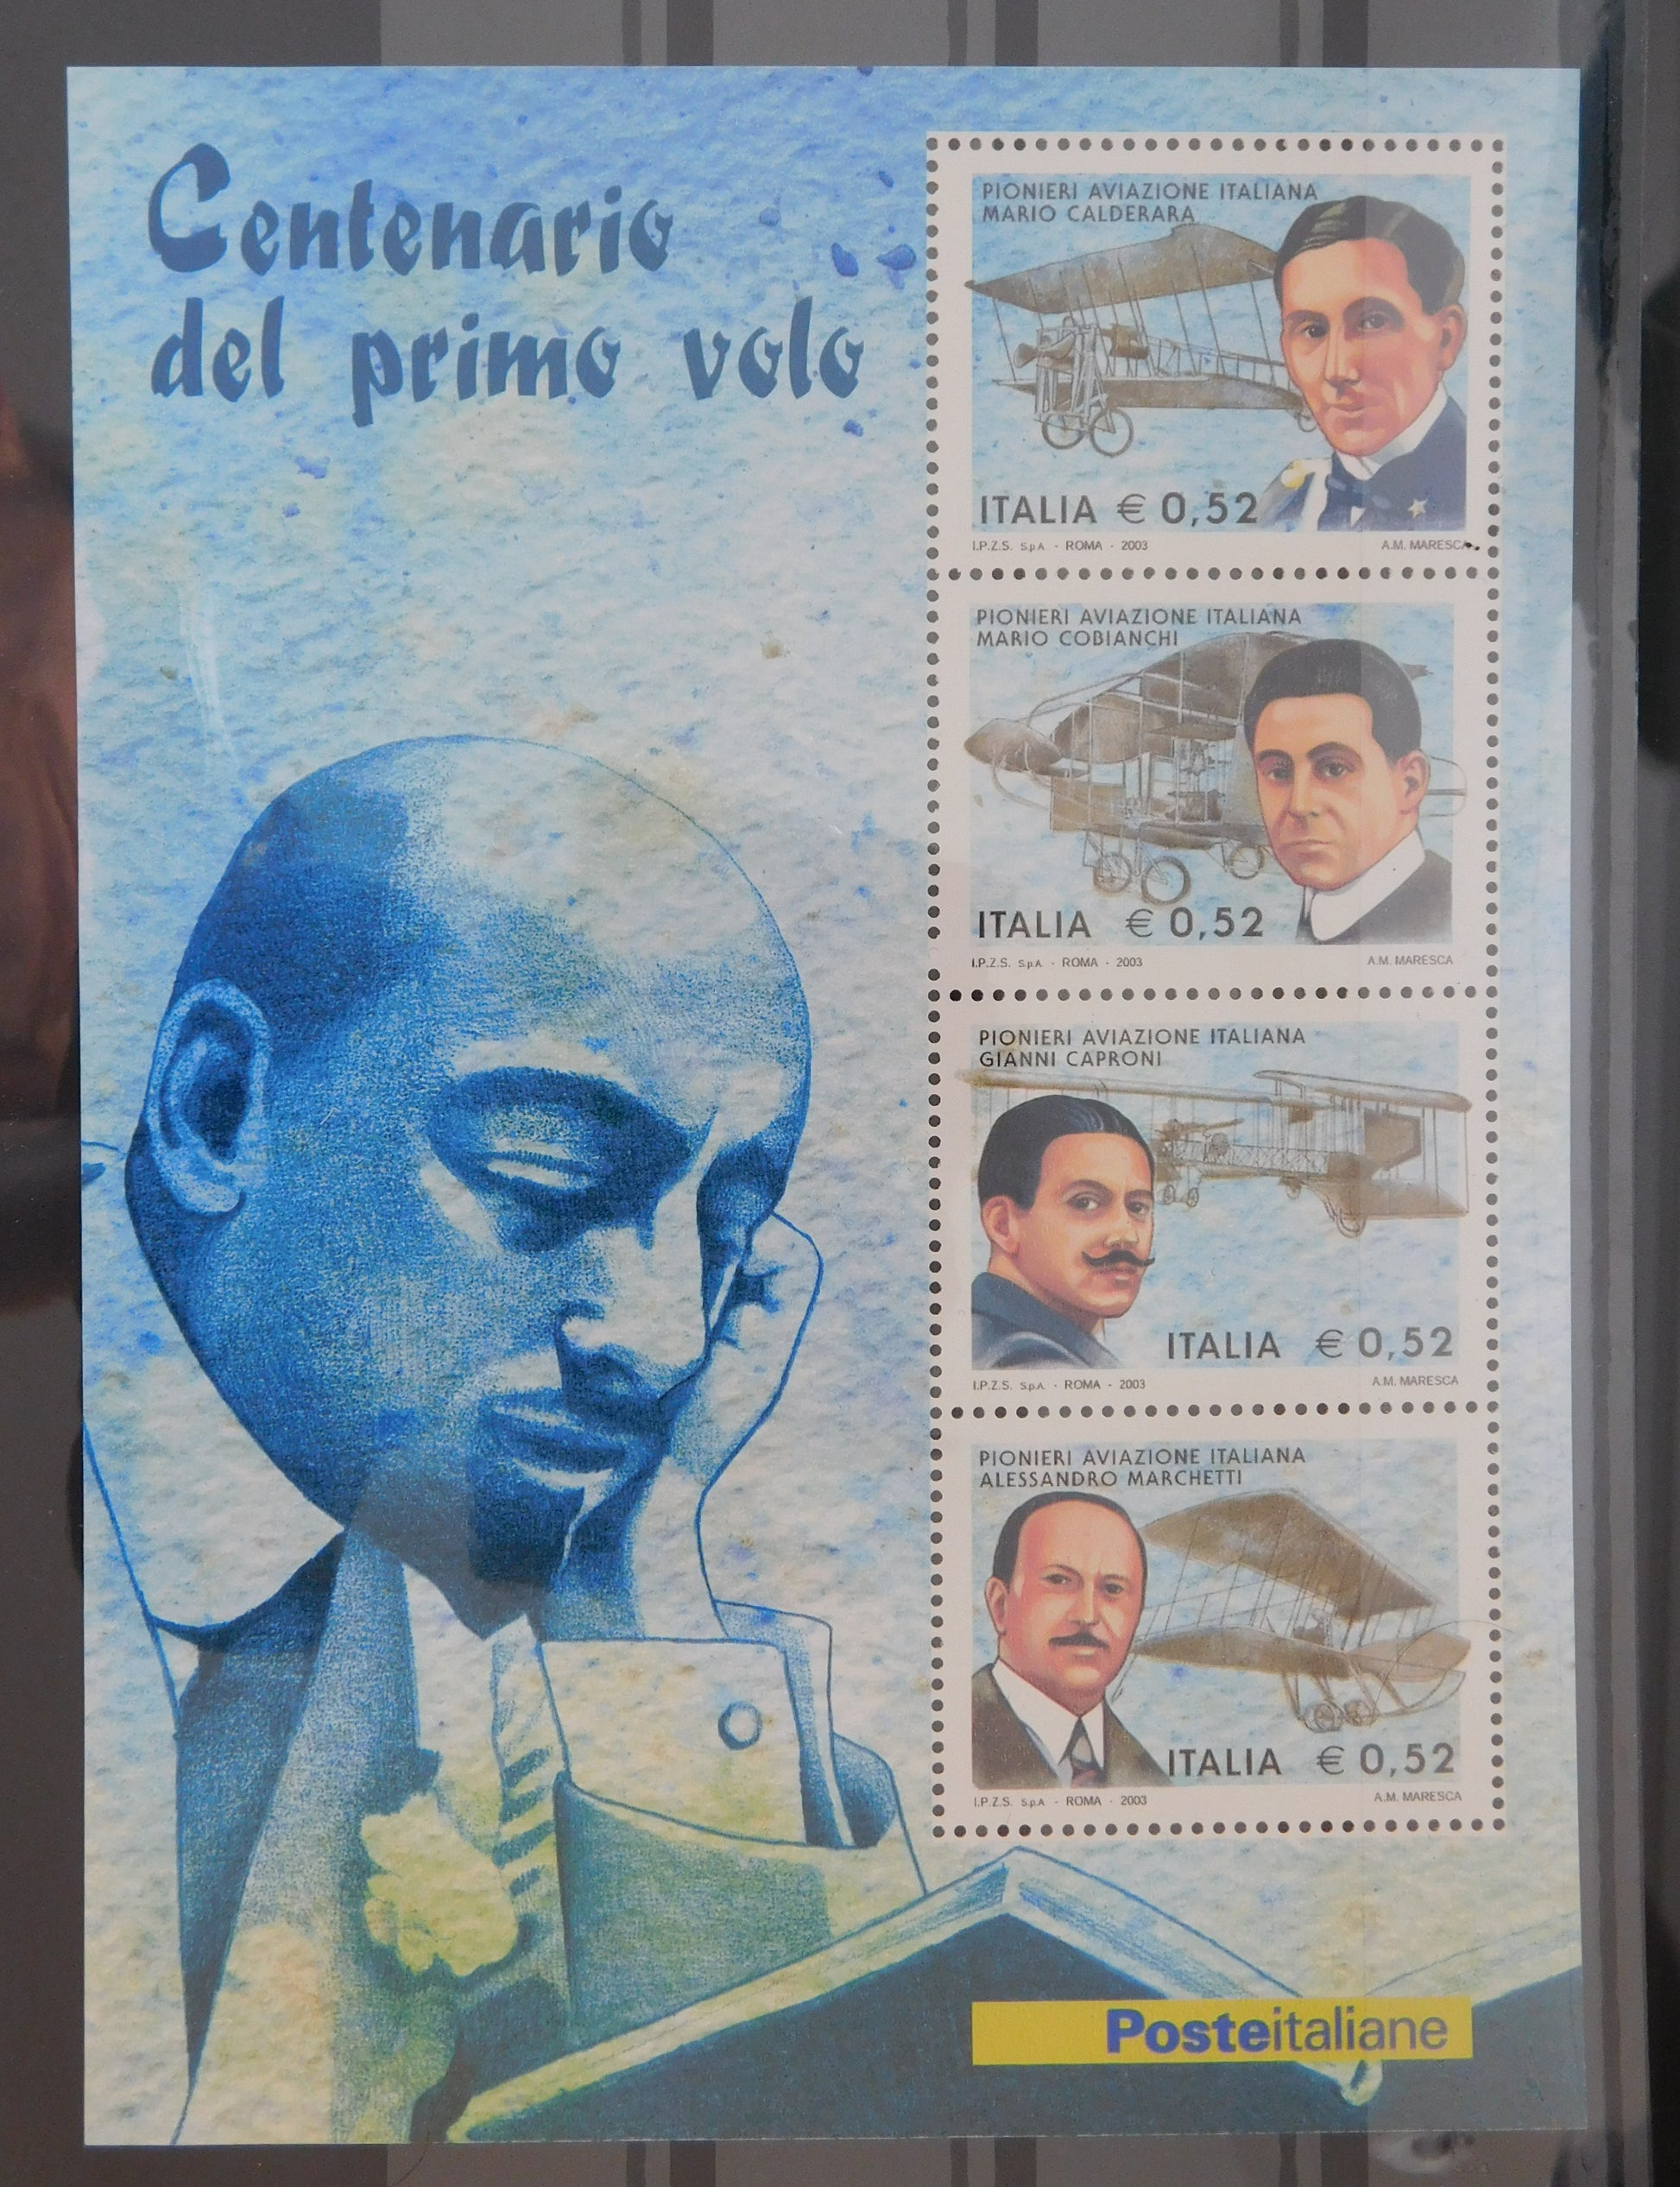 Centenario
del primo volo
PIONIERI AVIAZIONE ITALIANA
MARIO CALDERARA
ITALIA € 0,52
I.P.Z.S. S.p.A. - ROMA - 2003 A.M. MARESCA
PIONIERI AVIAZIONE ITALIANA
MARIO COBIANCHI
ITALIA € 0,52
I.P.Z.S. S.p.A. - ROMA - 2003 A.M. MARESCA
PIONIERI AVIAZIONE ITALIANA
GIANNI CAPRONI
ITALIA € 0,52
I.P.Z.S. S.p.A. - ROMA - 2003 A.M. MARESCA
PIONIERI AVIAZIONE ITALIANA
ALESSANDRO MARCHETTI
ITALIA € 0,52
I.P.Z.S. S.p.A. - ROMA - 2003 A.M. MARESCA
Posteitaliane